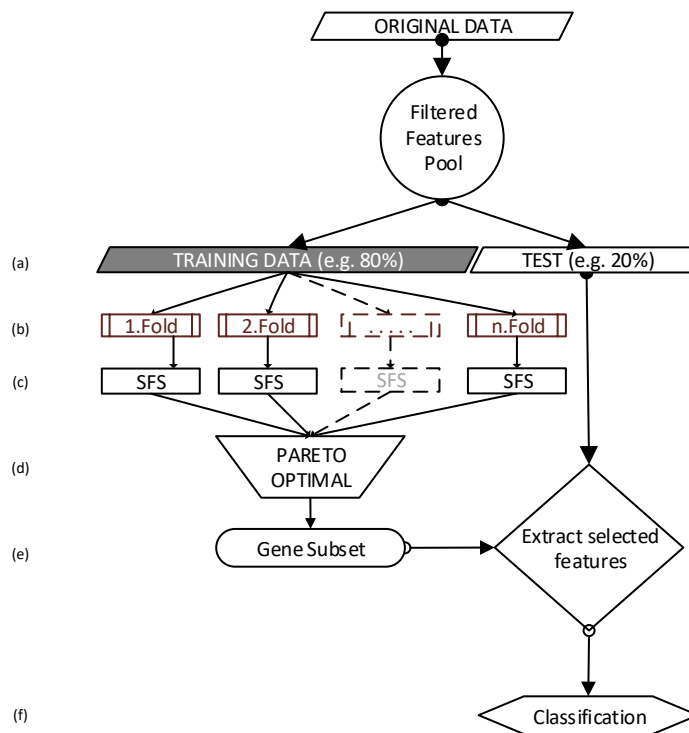 ORIGINAL DATA
Filtered
Features
Pool
(a) TRAINING DATA (e.g. 80%) TEST (e.g. 20%)
(b) 1.Fold 2.Fold ..... n.Fold
(c) SFS SFS SFS SFS
(d) PARETO
OPTIMAL
(e) Gene Subset Extract selected
features
(f) Classification